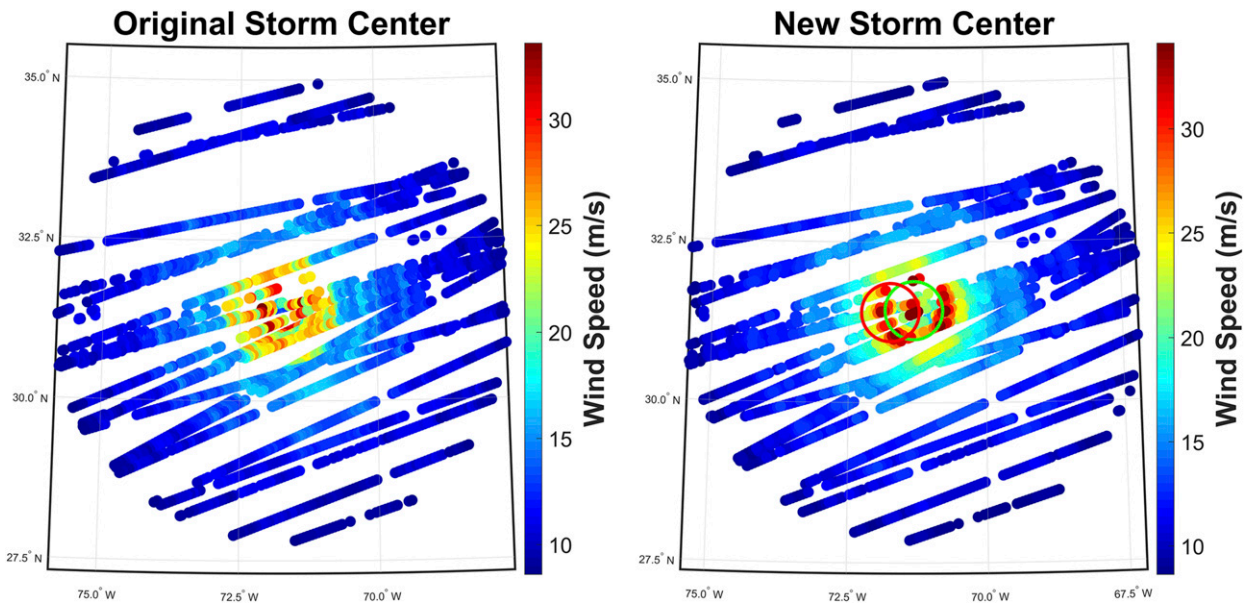 Original Storm Center
New Storm Center
35.0° N
32.5° N
30.0° N
27.5° N
75.0° W
72.5° W
70.0° W
30
25
20
15
10
Wind Speed (m/s)
35.0° N
32.5° N
30.0° N
27.5° N
75.0° W
72.5° W
70.0° W
67.5° W
30
25
20
15
10
Wind Speed (m/s)